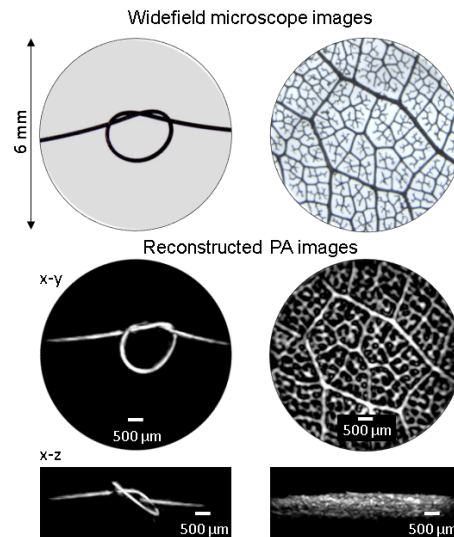 Widefield microscope images
6 mm
Reconstructed PA images
x-y
500 µm
500 µm
x-z
500 µm
500 µm